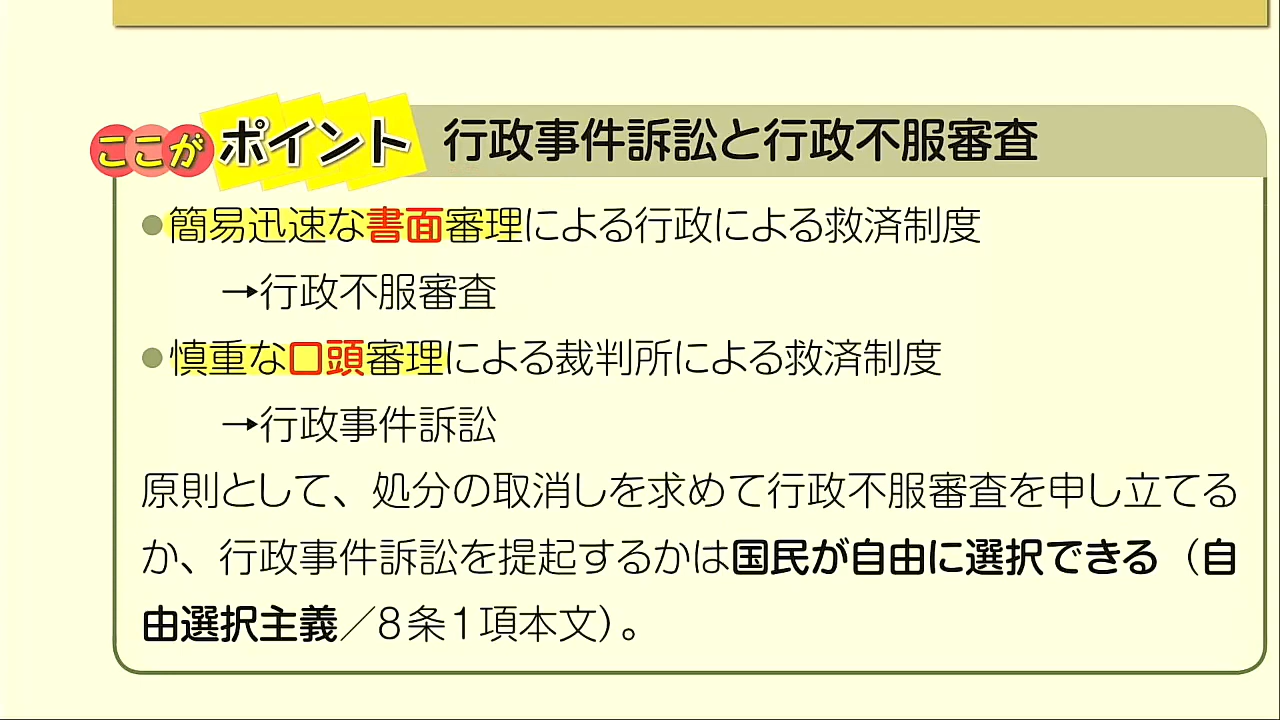 ここがポイント 行政事件訴訟と行政不服審査
●簡易迅速な書面審理による行政による救済制度
→行政不服審査
●慎重な口頭審理による裁判所による救済制度
→行政事件訴訟
原則として、処分の取消しを求めて行政不服審査を申し立てる
か、行政事件訴訟を提起するかは国民が自由に選択できる（自
由選択主義／８条１項本文）。